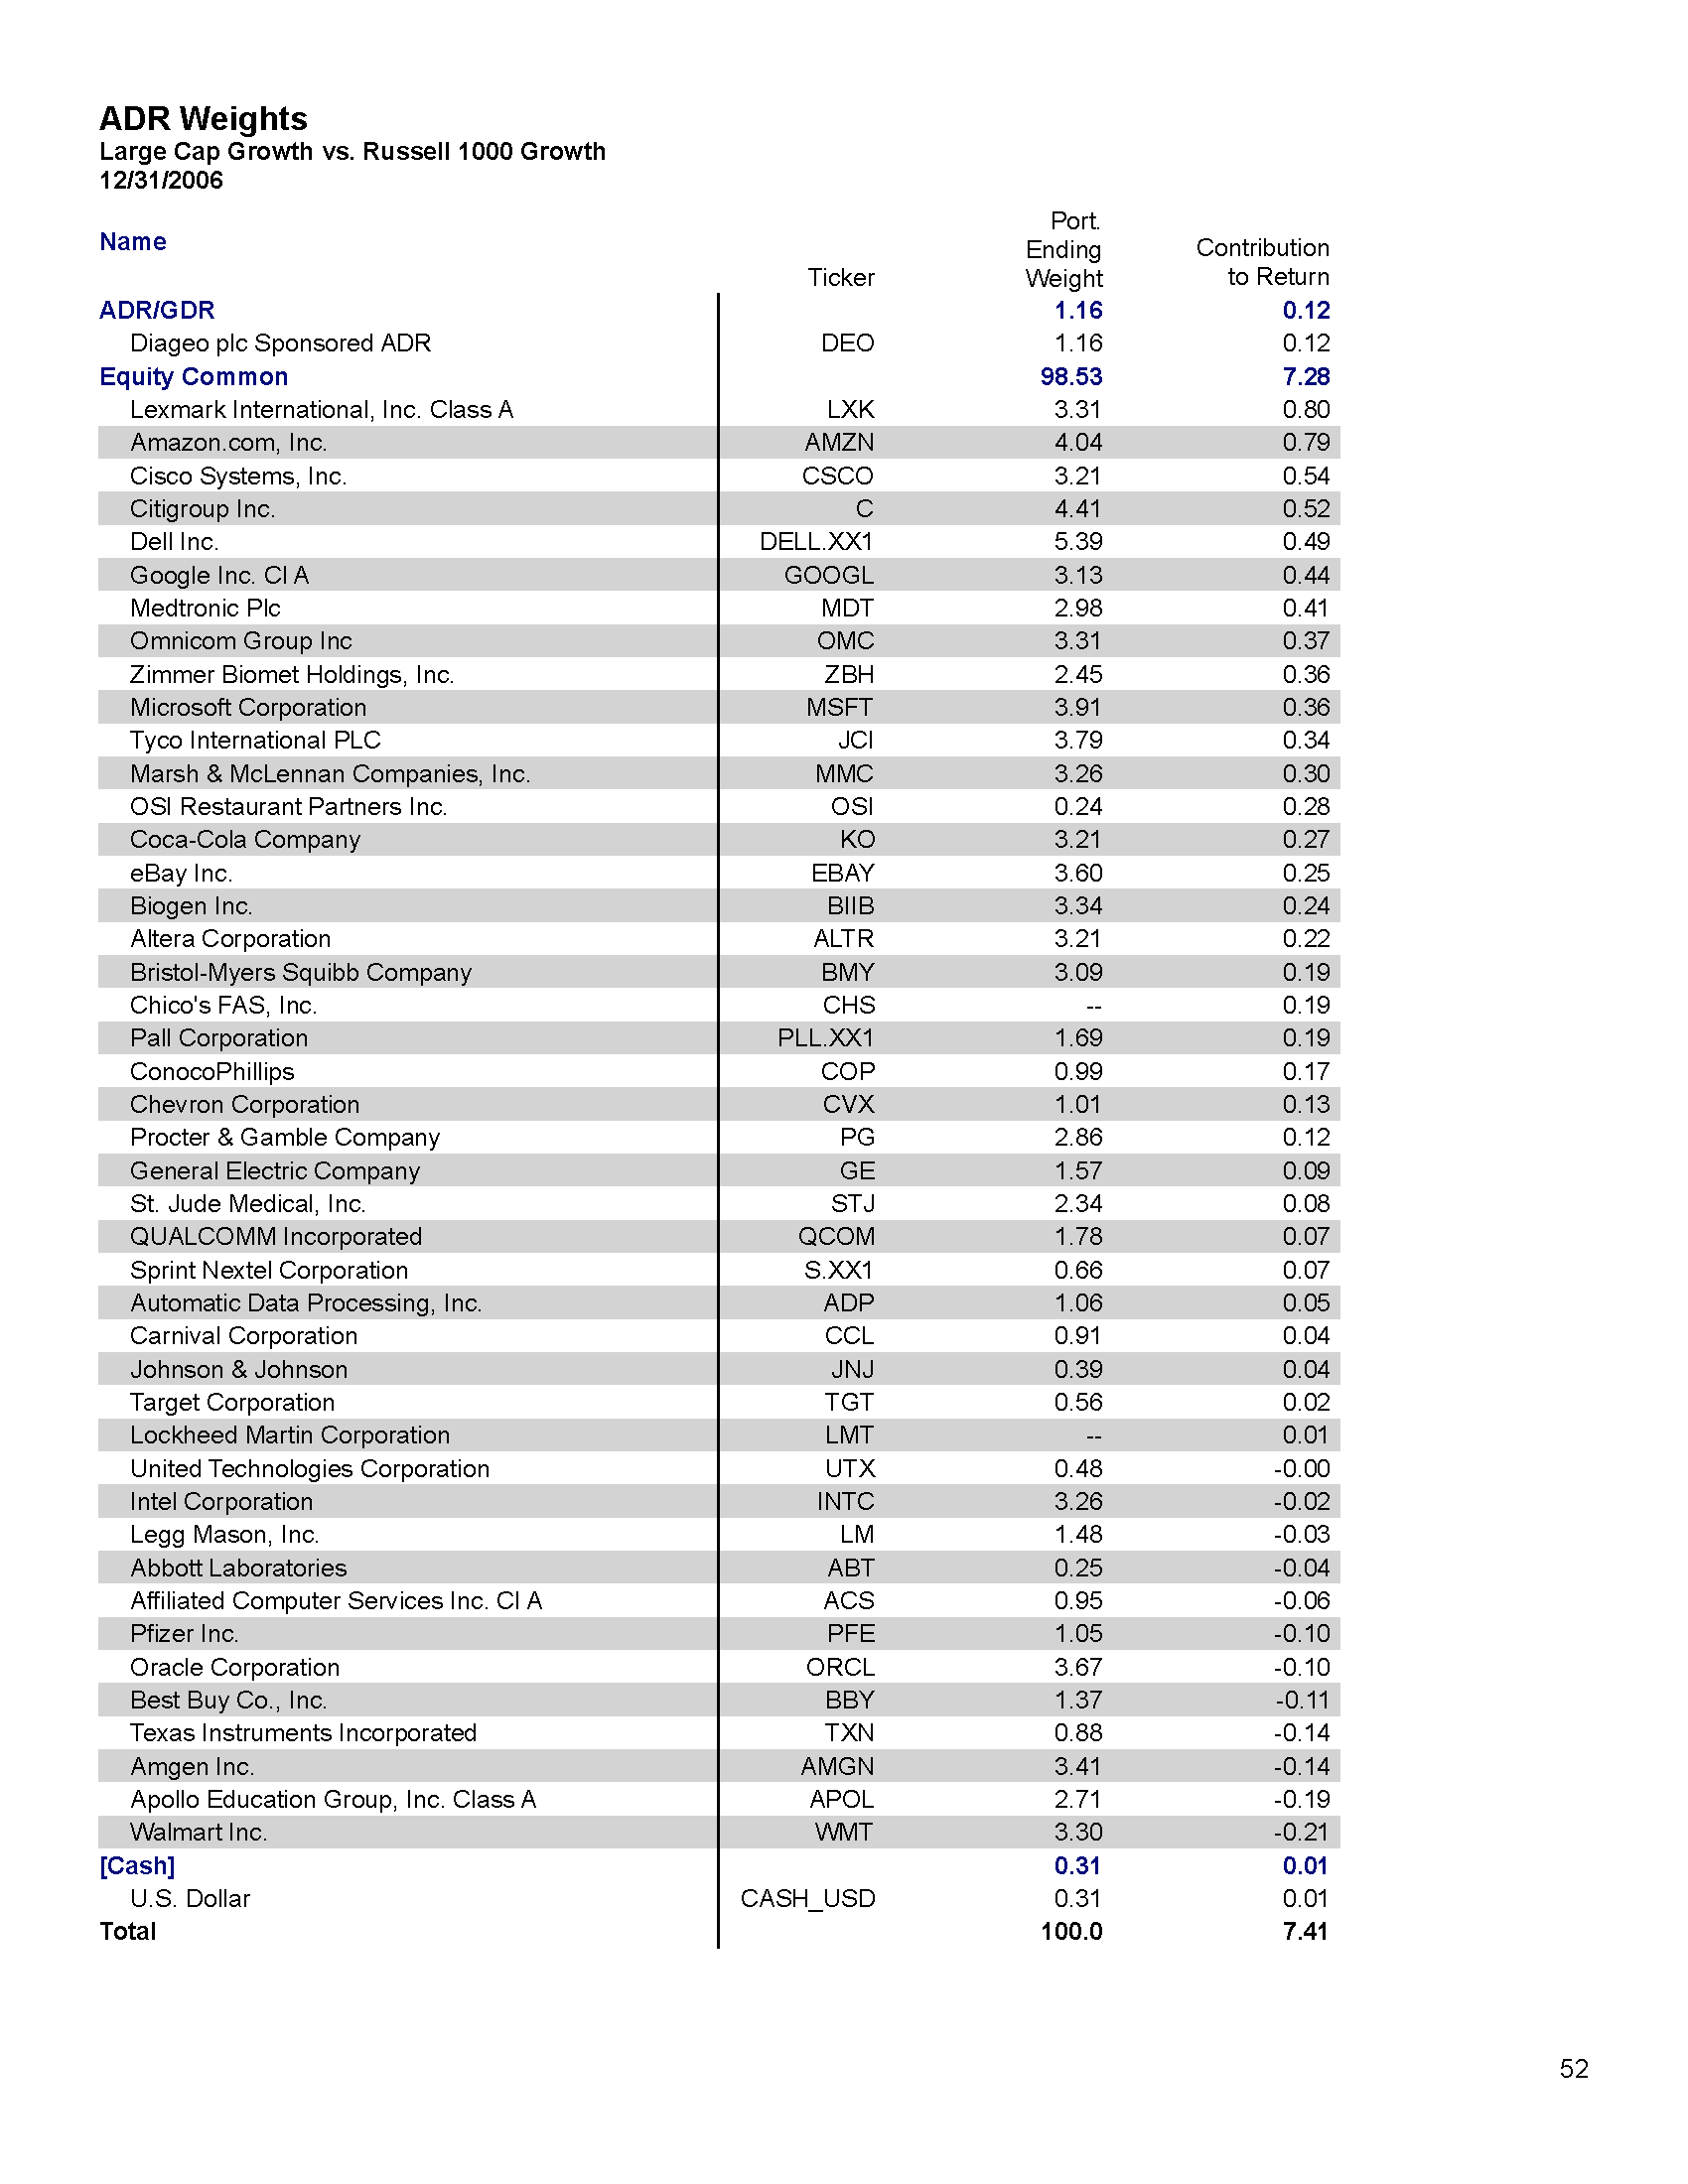 ADR Weights
Large Cap Growth vs. Russell 1000 Growth
12/31/2006
Name Ticker Port. Ending Weight Contribution to Return
ADR/GDR 1.16 0.12
Diageo plc Sponsored ADR DEO 1.16 0.12
Equity Common 98.53 7.28
Lexmark International, Inc. Class A LXK 3.31 0.80
Amazon.com, Inc. AMZN 4.04 0.79
Cisco Systems, Inc. CSCO 3.21 0.54
Citigroup Inc. C 4.41 0.52
Dell Inc. DELL.XX1 5.39 0.49
Google Inc. Cl A GOOGL 3.13 0.44
Medtronic Plc MDT 2.98 0.41
Omnicom Group Inc OMC 3.31 0.37
Zimmer Biomet Holdings, Inc. ZBH 2.45 0.36
Microsoft Corporation MSFT 3.91 0.36
Tyco International PLC JCI 3.79 0.34
Marsh & McLennan Companies, Inc. MMC 3.26 0.30
OSI Restaurant Partners Inc. OSI 0.24 0.28
Coca-Cola Company KO 3.21 0.27
eBay Inc. EBAY 3.60 0.25
Biogen Inc. BIIB 3.34 0.24
Altera Corporation ALTR 3.21 0.22
Bristol-Myers Squibb Company BMY 3.09 0.19
Chico's FAS, Inc. CHS -- 0.19
Pall Corporation PLL.XX1 1.69 0.19
ConocoPhillips COP 0.99 0.17
Chevron Corporation CVX 1.01 0.13
Procter & Gamble Company PG 2.86 0.12
General Electric Company GE 1.57 0.09
St. Jude Medical, Inc. STJ 2.34 0.08
QUALCOMM Incorporated QCOM 1.78 0.07
Sprint Nextel Corporation S.XX1 0.66 0.07
Automatic Data Processing, Inc. ADP 1.06 0.05
Carnival Corporation CCL 0.91 0.04
Johnson & Johnson JNJ 0.39 0.04
Target Corporation TGT 0.56 0.02
Lockheed Martin Corporation LMT -- 0.01
United Technologies Corporation UTX 0.48 -0.00
Intel Corporation INTC 3.26 -0.02
Legg Mason, Inc. LM 1.48 -0.03
Abbott Laboratories ABT 0.25 -0.04
Affiliated Computer Services Inc. Cl A ACS 0.95 -0.06
Pfizer Inc. PFE 1.05 -0.10
Oracle Corporation ORCL 3.67 -0.10
Best Buy Co., Inc. BBY 1.37 -0.11
Texas Instruments Incorporated TXN 0.88 -0.14
Amgen Inc. AMGN 3.41 -0.14
Apollo Education Group, Inc. Class A APOL 2.71 -0.19
Walmart Inc. WMT 3.30 -0.21
[Cash] 0.31 0.01
U.S. Dollar CASH_USD 0.31 0.01
Total 100.0 7.41
52